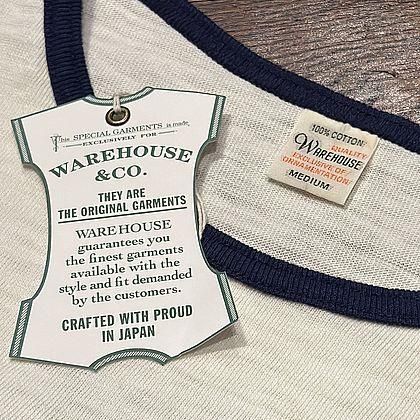 This SPECIAL GARMENTS is made
EXCLUSIVELY FOR
WAREHOUSE
& CO.
THEY ARE
THE ORIGINAL GARMENTS
WAREHOUSE
guarantees you
the finest garments
available with the
style and fit demanded
by the customers.
CRAFTED WITH PROUD
IN JAPAN
100% COTTON
QUALITY
WAREHOUSE
EXCLUSIVE OF
ORNAMENTATION
MEDIUM